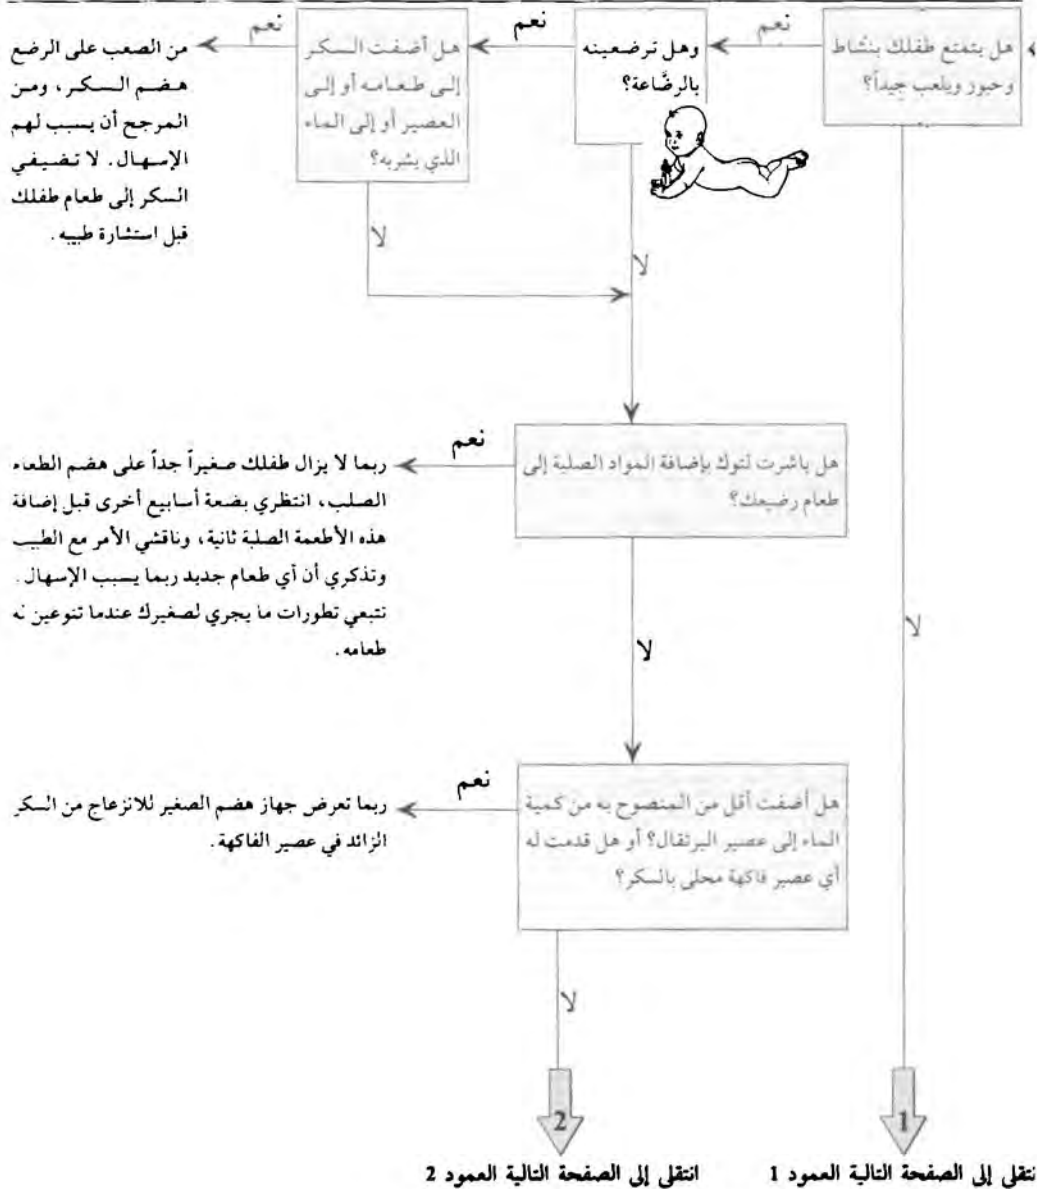 هل يتمتع طفلك بنشاط
وحبور ويلعب جيداً؟
نعم
لا
وهل ترضعينه
بالرضَّاعة؟
نعم
لا
هل أضفت السكر
إلى طعامه أو إلى
العصير أو إلى الماء
الذي يشربه؟
نعم
لا
من الصعب على الرضع
هضم السكر، ومن
المرجح أن يسبب لهم
الإسهال. لا تضيفي
السكر إلى طعام طفلك
قبل استشارة طبيبه.
هل باشرت لتوك بإضافة المواد الصلبة إلى
طعام رضيعك؟
نعم
لا
ربما لا يزال طفلك صغيراً جداً على هضم الطعام
الصلب، انتظري بضعة أسابيع أخرى قبل إضافة
هذه الأطعمة الصلبة ثانية، وناقشي الأمر مع الطبيب
وتذكري أن أي طعام جديد ربما يسبب الإسهال.
تتبعي تطورات ما يجري لصغيرك عندما تنوعين له
طعامه.
هل أضفت أقل من المنصوح به من كمية
الماء إلى عصير البرتقال؟ أو هل قدمت له
أي عصير فاكهة محلى بالسكر؟
نعم
لا
ربما تعرض جهاز هضم الصغير للانزعاج من السكر
الزائد في عصير الفاكهة.
لا
1
نتقلي إلى الصفحة التالية العمود 1
2
انتقلي إلى الصفحة التالية العمود 2